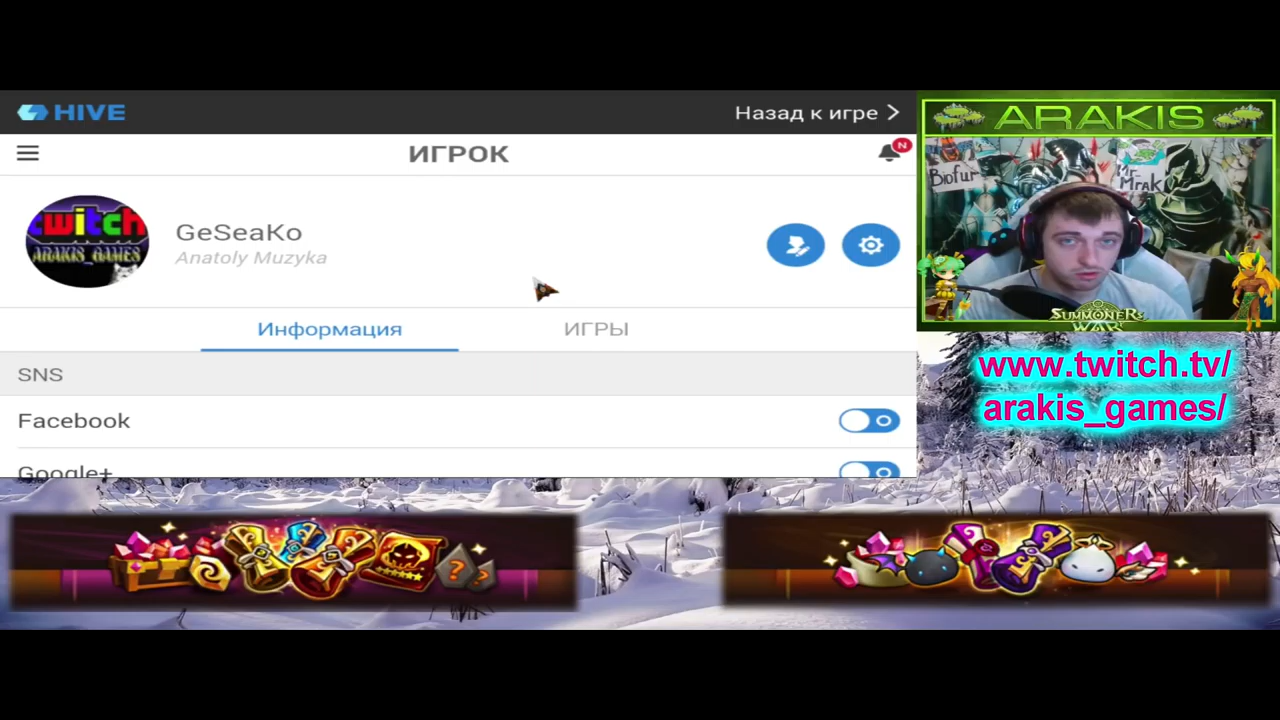 HIVE
Назад к игре
ИГРОК
N
GeSeaKo
Anatoly Muzyka
twitch
ARAKIS_GAMES
Информация
ИГРЫ
SNS
Facebook
Google+
ARAKIS
Biofur
Mr-
MraK
SUMMONERS
WAR
www.twitch.tv/
arakis_games/
? ?